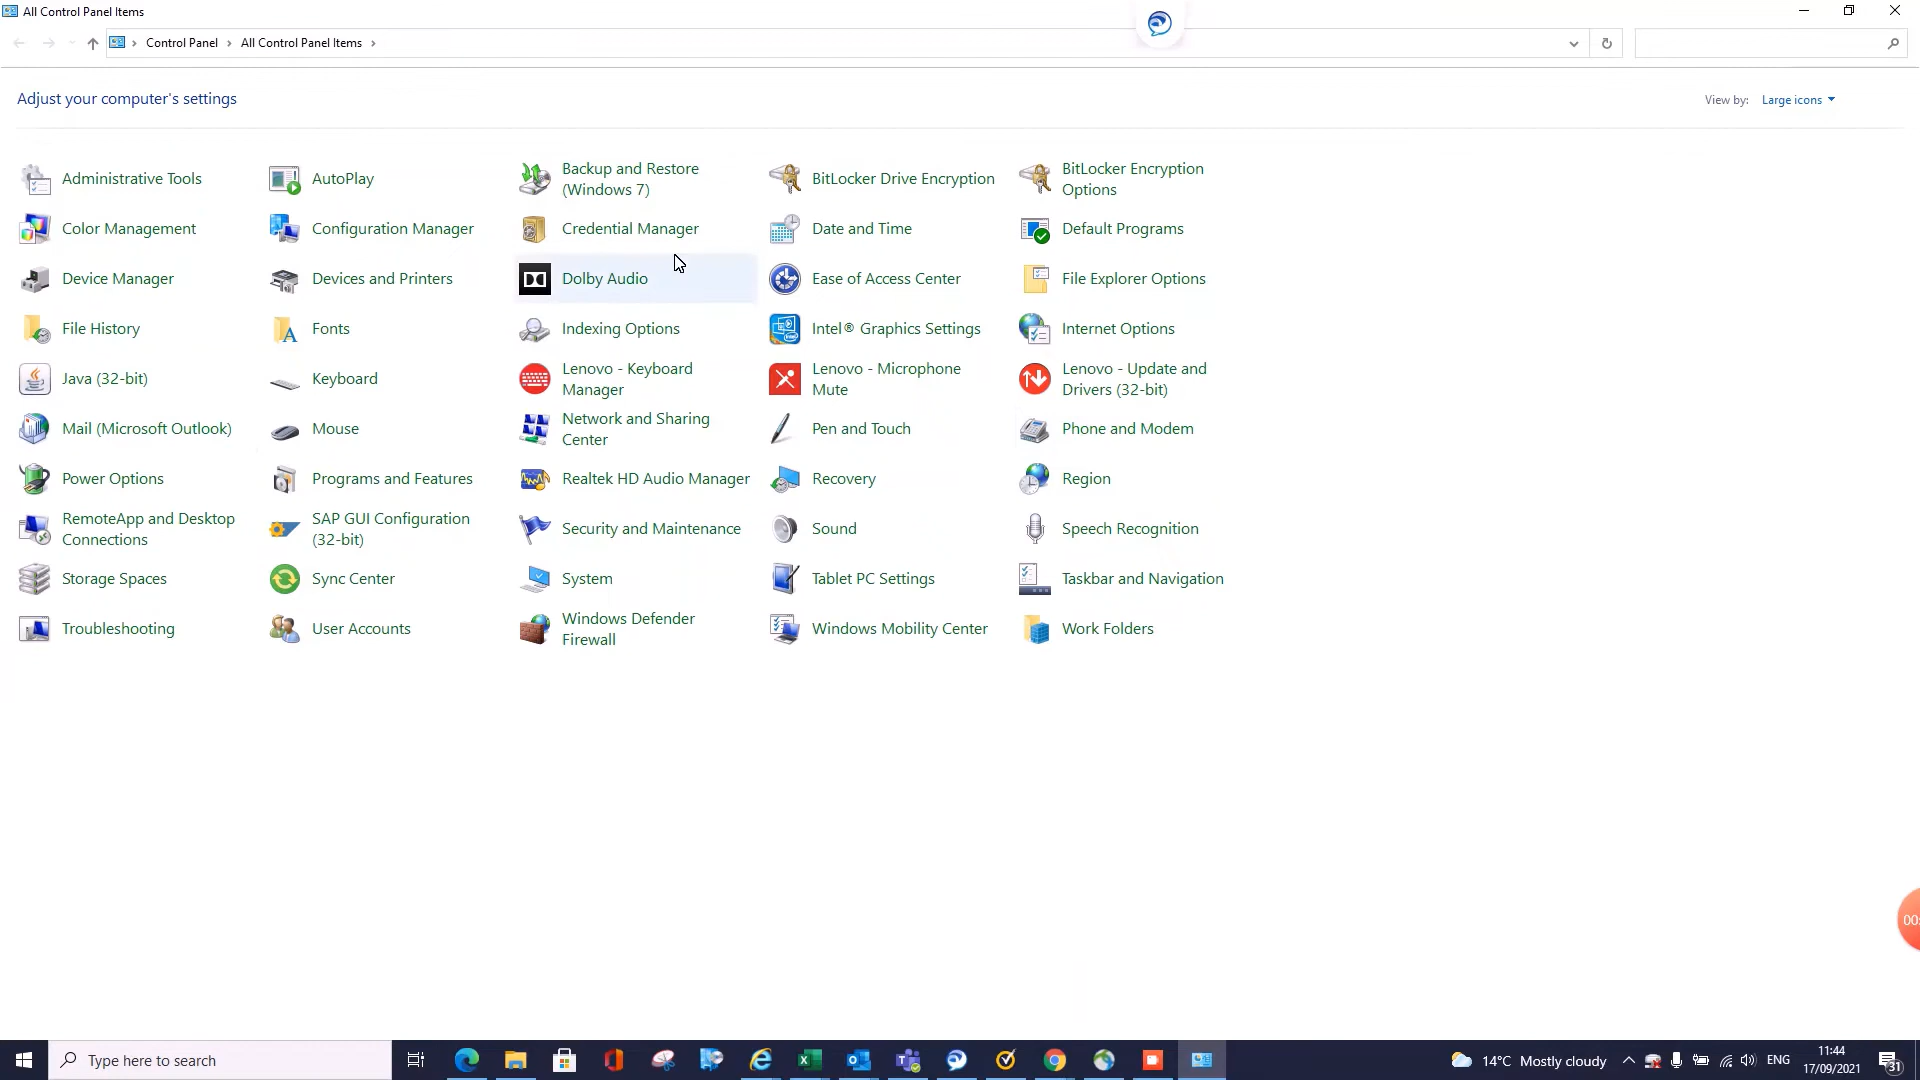 All Control Panel Items
Control Panel > All Control Panel Items >
Adjust your computer's settings
View by: Large icons
Administrative Tools
AutoPlay
Backup and Restore
(Windows 7)
BitLocker Drive Encryption
BitLocker Encryption
Options
Color Management
Configuration Manager
Credential Manager
Date and Time
Default Programs
Device Manager
Devices and Printers
Dolby Audio
Ease of Access Center
File Explorer Options
File History
Fonts
Indexing Options
Intel® Graphics Settings
Internet Options
Java (32-bit)
Keyboard
Lenovo - Keyboard
Manager
Lenovo - Microphone
Mute
Lenovo - Update and
Drivers (32-bit)
Mail (Microsoft Outlook)
Mouse
Network and Sharing
Center
Pen and Touch
Phone and Modem
Power Options
Programs and Features
Realtek HD Audio Manager
Recovery
Region
RemoteApp and Desktop
Connections
SAP GUI Configuration
(32-bit)
Security and Maintenance
Sound
Speech Recognition
Storage Spaces
Sync Center
System
Tablet PC Settings
Taskbar and Navigation
Troubleshooting
User Accounts
Windows Defender
Firewall
Windows Mobility Center
Work Folders
00:
Type here to search
14°C Mostly cloudy
ENG
11:44
17/09/2021
31